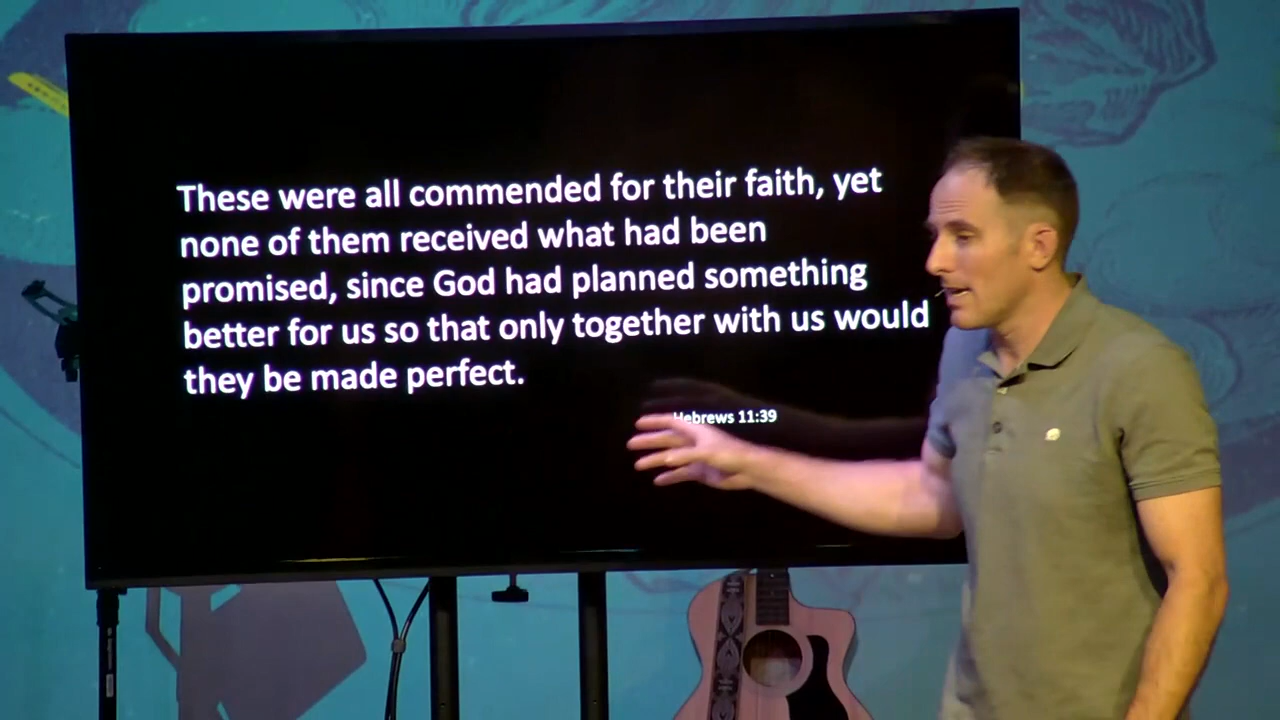 These were all commended for their faith, yet
none of them received what had been
promised, since God had planned something
better for us so that only together with us would
they be made perfect.
Hebrews 11:39